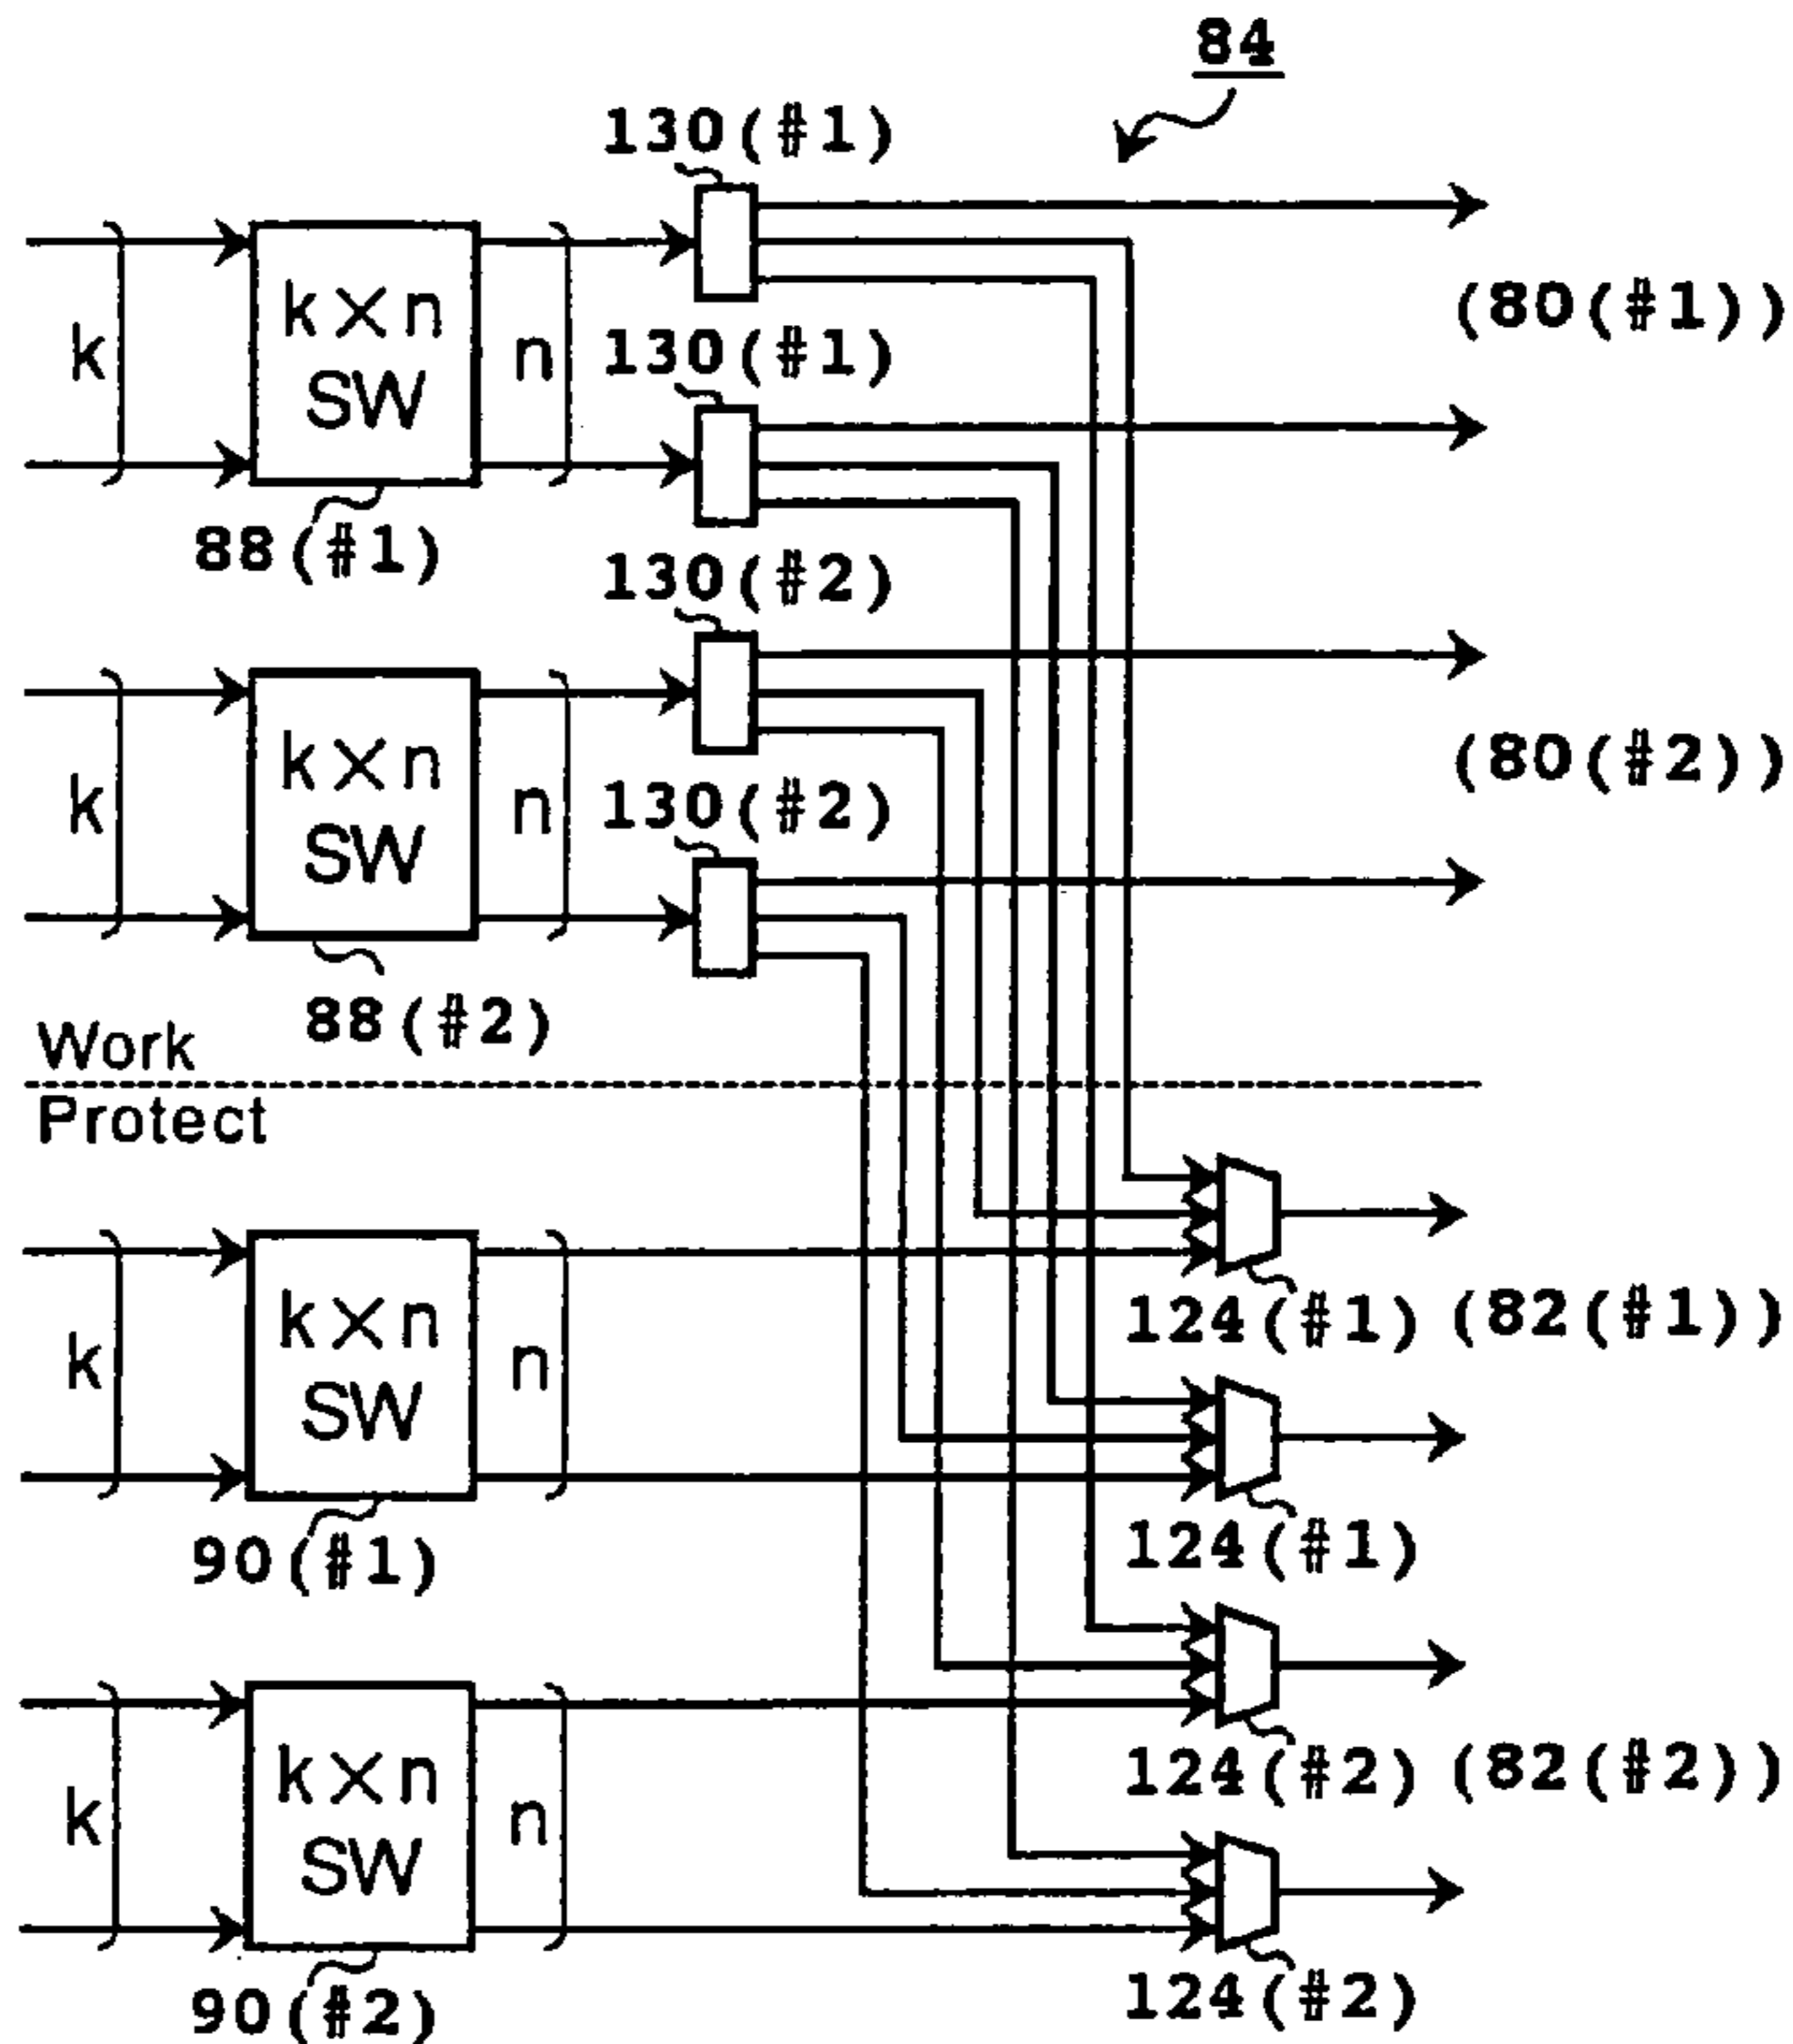 84
130(#1)
k
k×n
SW
n
(80(#1))
130(#1)
88(#1)
130(#2)
k
k×n
SW
n
(80(#2))
130(#2)
88(#2)
Work
Protect
k
k×n
SW
n
124(#1) (82(#1))
90(#1)
124(#1)
k
k×n
SW
n
124(#2) (82(#2))
90(#2)
124(#2)